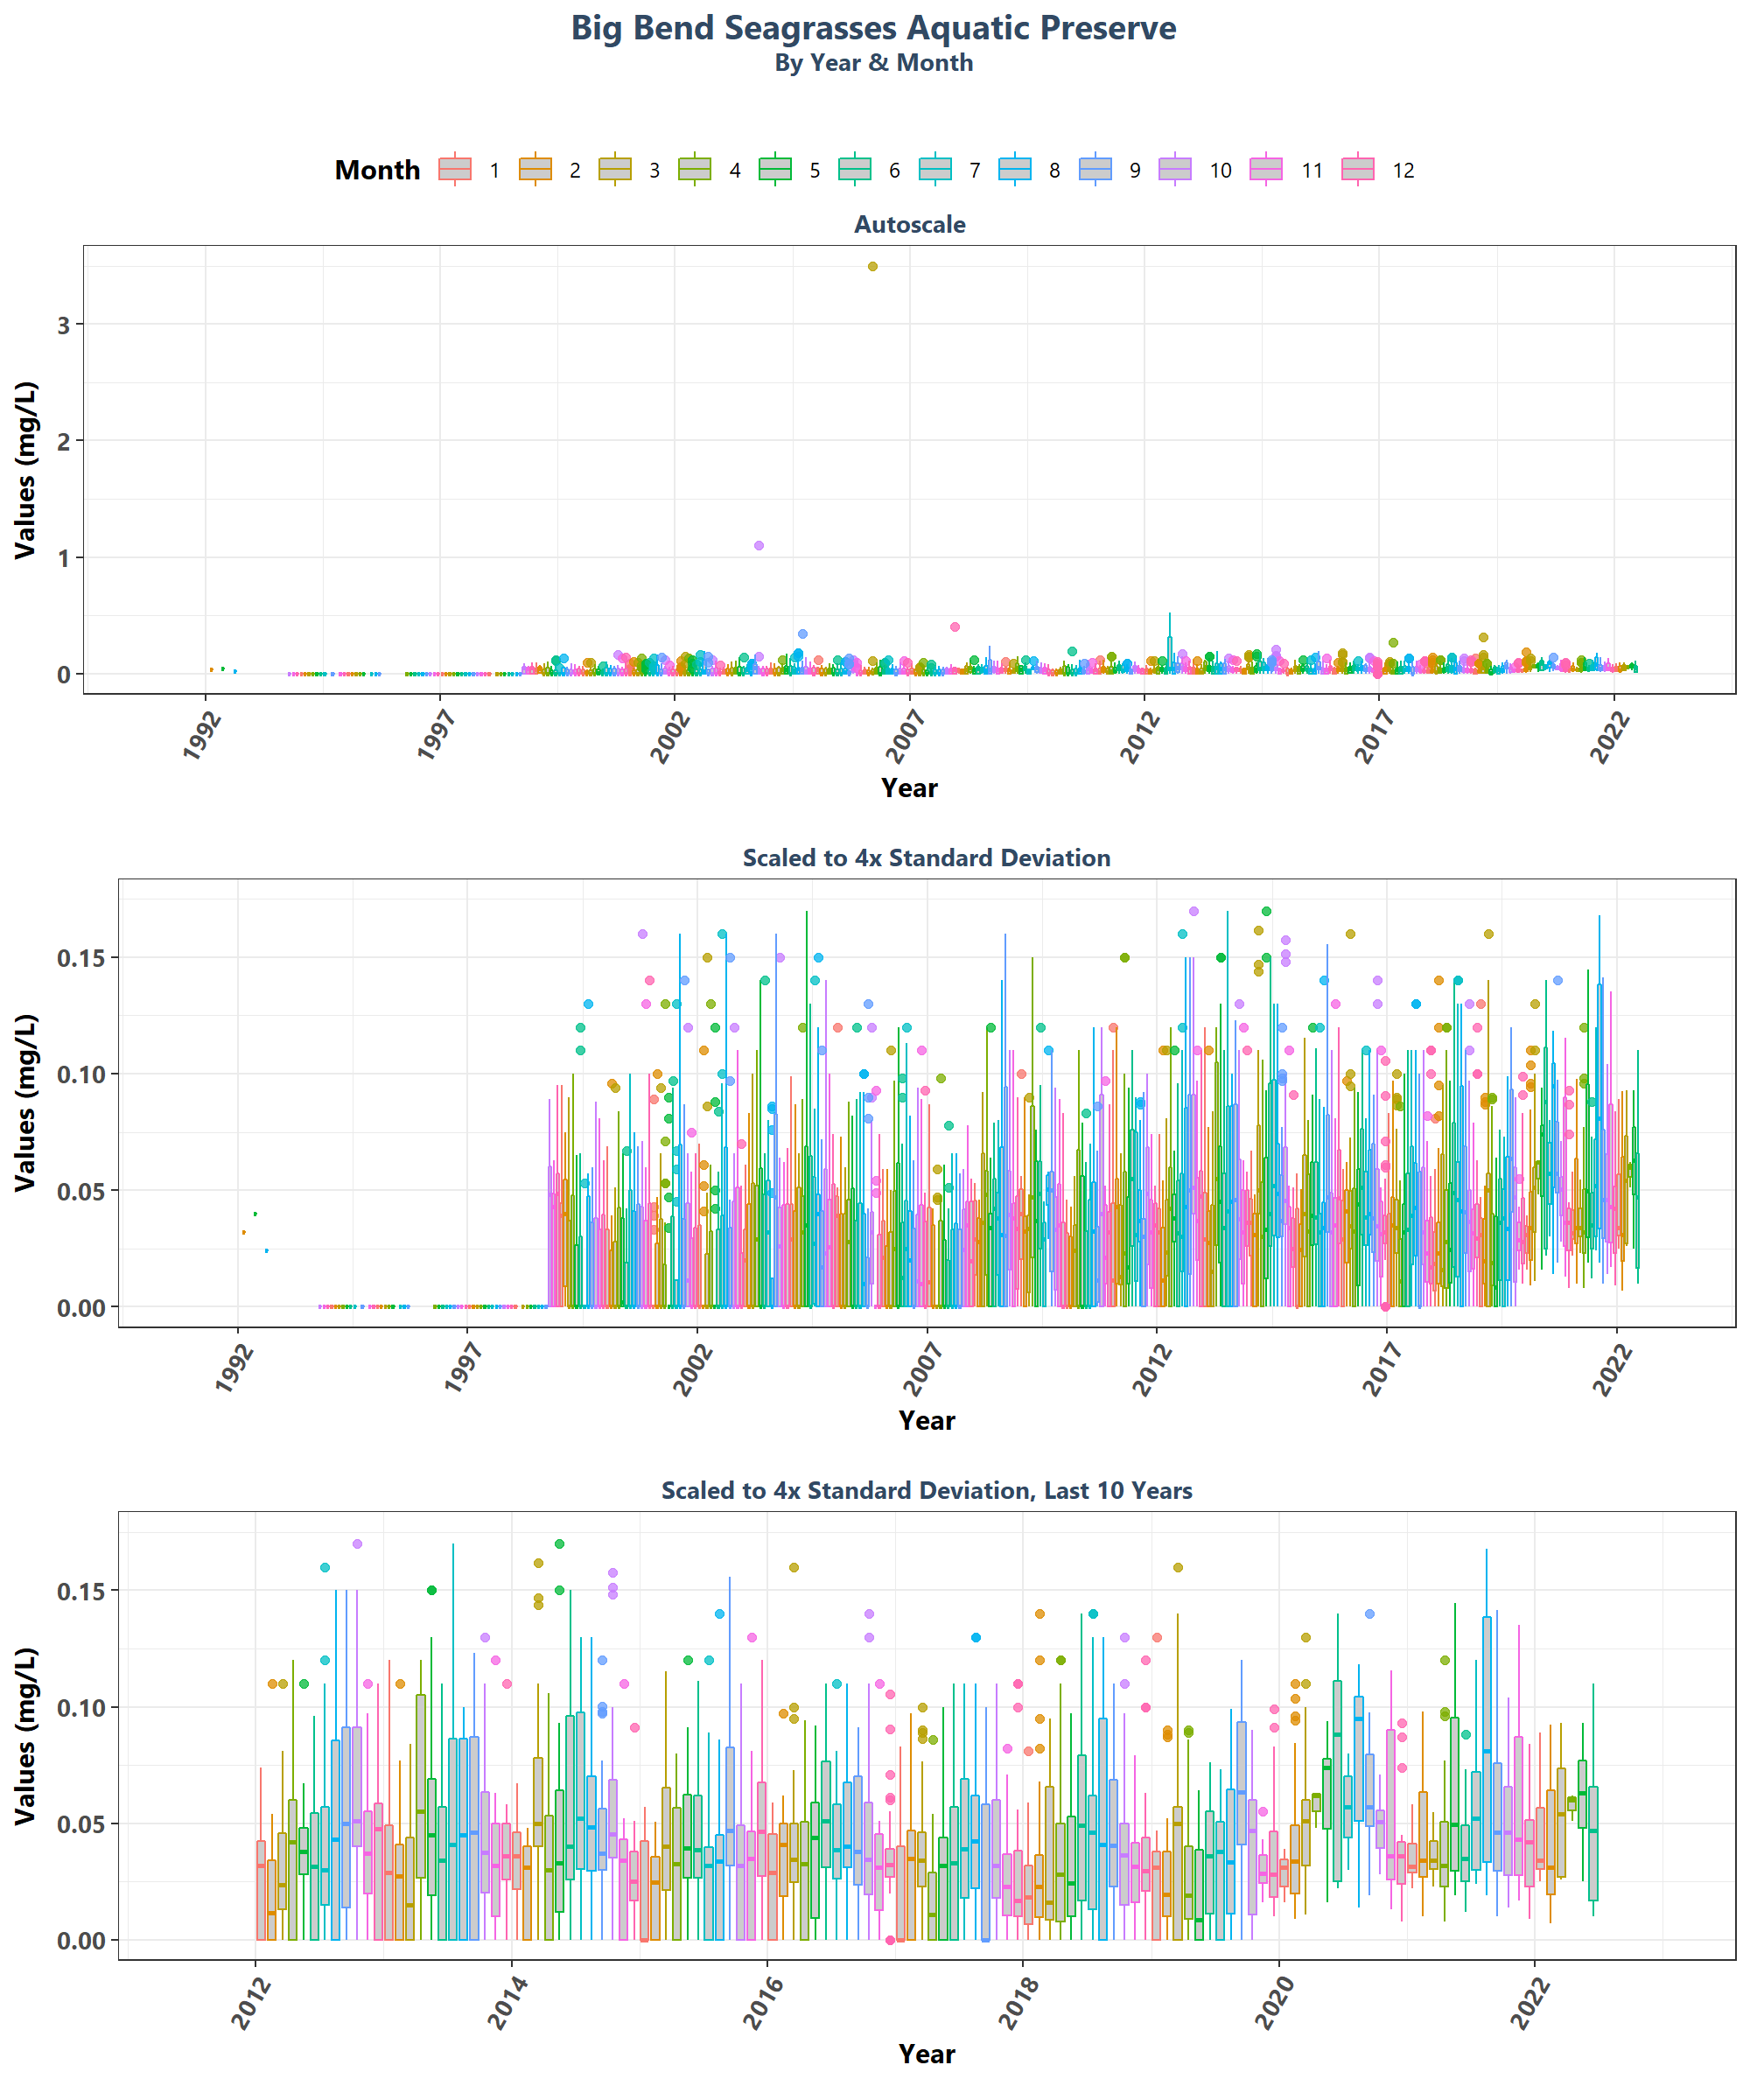 Big Bend Seagrasses Aquatic Preserve
By Year & Month
Month 1 2 3 4 5 6 7 8 9 10 11 12
Autoscale
Values (mg/L)
3
2
1
0
1992 1997 2002 2007 2012 2017 2022
Year
Scaled to 4x Standard Deviation
Values (mg/L)
0.15
0.10
0.05
0.00
1992 1997 2002 2007 2012 2017 2022
Year
Scaled to 4x Standard Deviation, Last 10 Years
Values (mg/L)
0.15
0.10
0.05
0.00
2012 2014 2016 2018 2020 2022
Year